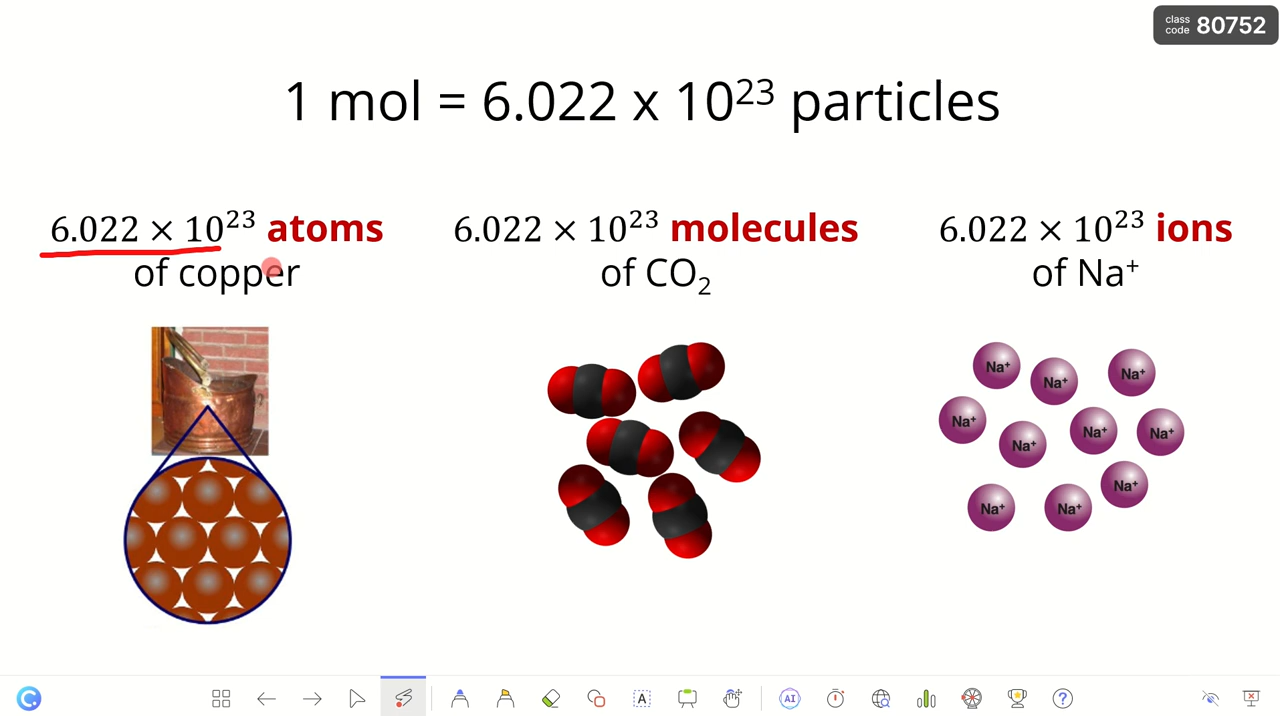 class code 80752
1 mol = 6.022 x 10²³ particles
6.022 × 10²³ atoms
of copper
6.022 × 10²³ molecules
of CO₂
6.022 × 10²³ ions
of Na⁺
Na⁺
Na⁺
Na⁺
Na⁺
Na⁺
Na⁺
Na⁺
Na⁺
Na⁺
Na⁺
A
AI
?